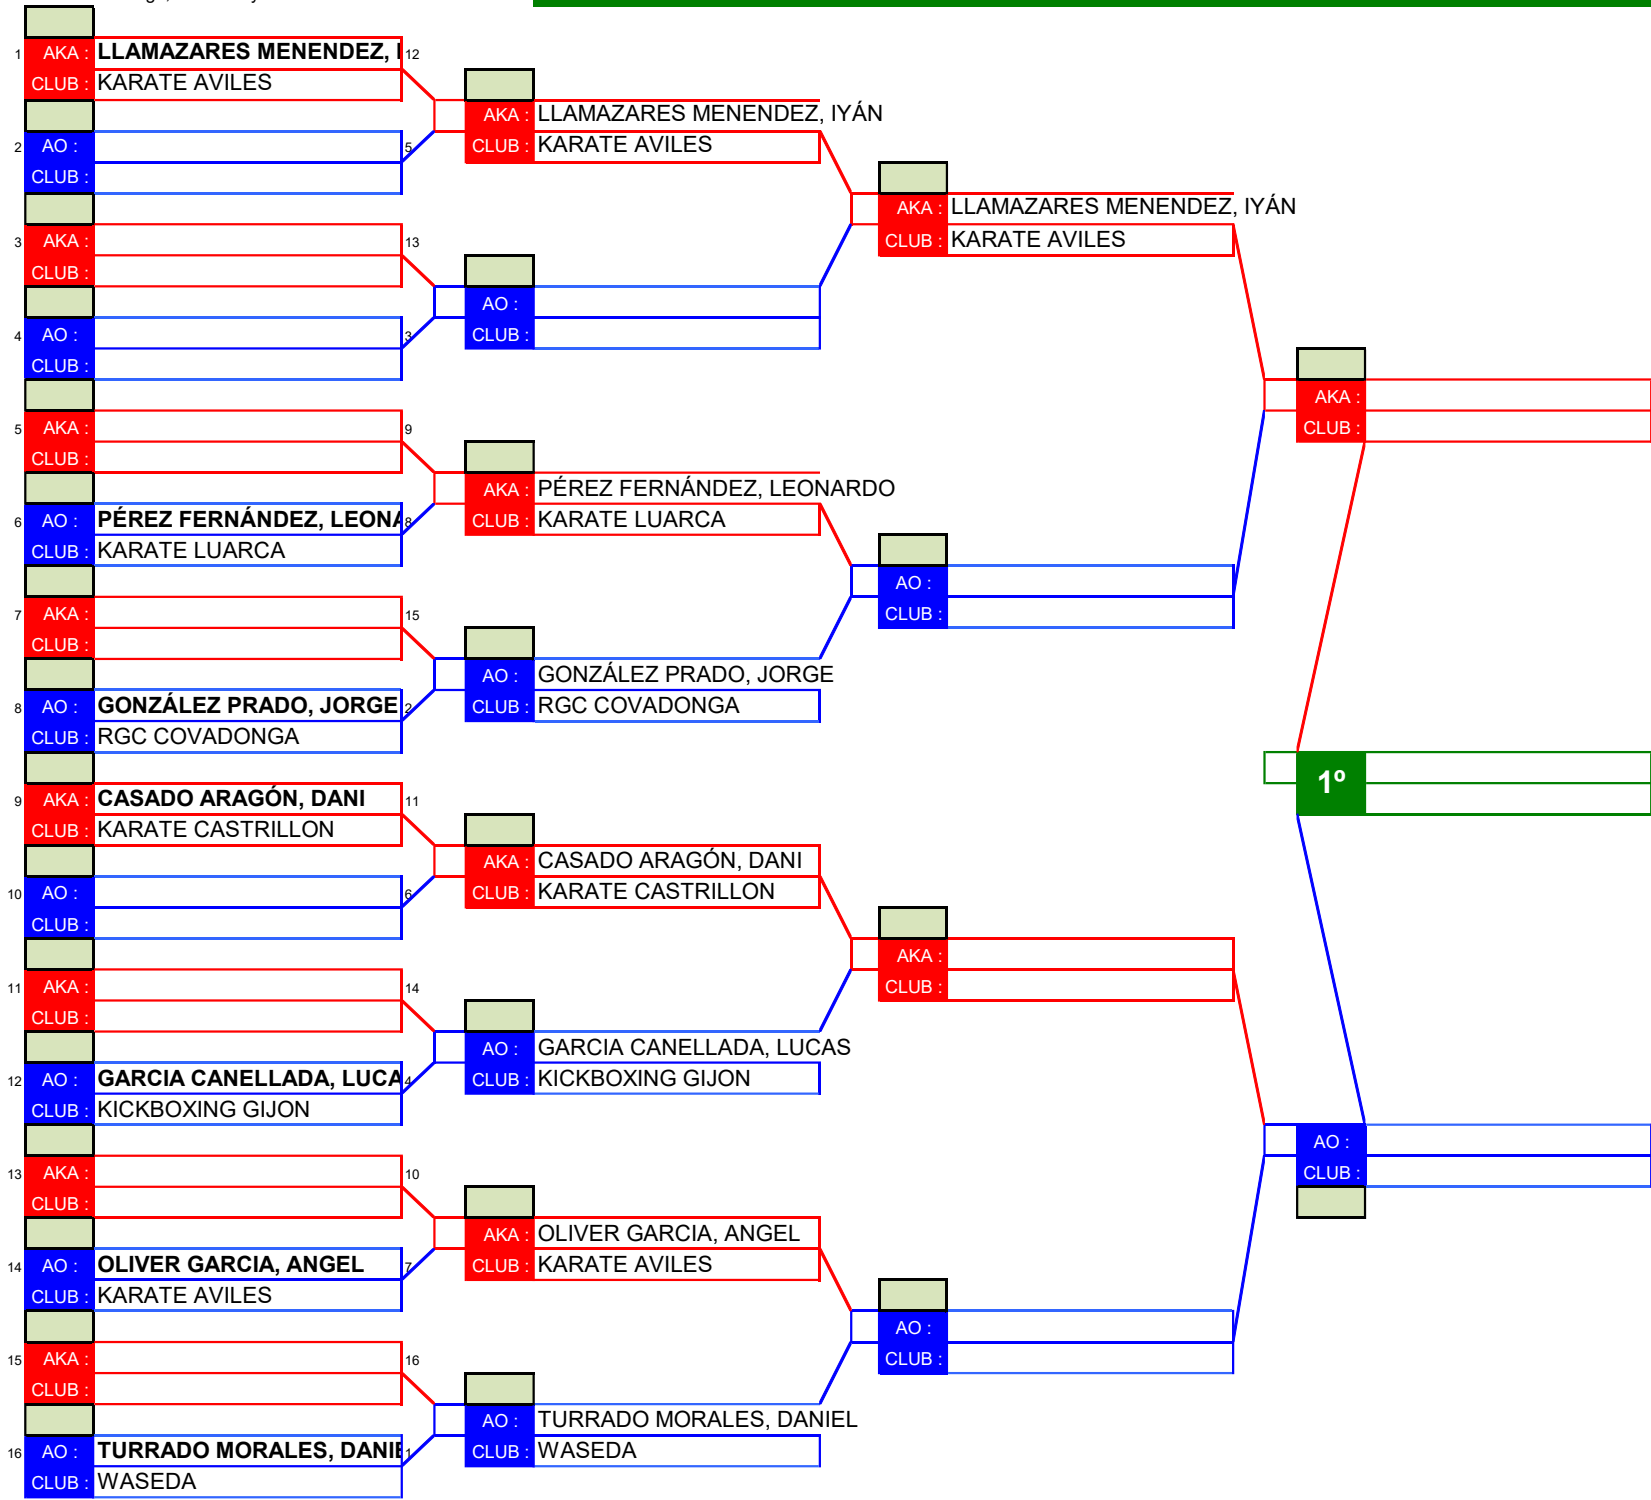 1 AKA : LLAMAZARES MENENDEZ, 12
CLUB : KARATE AVILES
2 AO : 5
CLUB :
3 AKA : 13
CLUB :
4 AO : 3
CLUB :
5 AKA : 9
CLUB :
6 AO : PÉREZ FERNÁNDEZ, LEONA 8
CLUB : KARATE LUARCA
7 AKA : 15
CLUB :
8 AO : GONZÁLEZ PRADO, JORGE 2
CLUB : RGC COVADONGA
9 AKA : CASADO ARAGÓN, DANI 11
CLUB : KARATE CASTRILLON
10 AO : 6
CLUB :
11 AKA : 14
CLUB :
12 AO : GARCIA CANELLADA, LUCA 4
CLUB : KICKBOXING GIJON
13 AKA : 10
CLUB :
14 AO : OLIVER GARCIA, ANGEL 7
CLUB : KARATE AVILES
15 AKA : 16
CLUB :
16 AO : TURRADO MORALES, DANIE 1
CLUB : WASEDA
AKA : LLAMAZARES MENENDEZ, IYÁN
CLUB : KARATE AVILES
AO :
CLUB :
AKA : PÉREZ FERNÁNDEZ, LEONARDO
CLUB : KARATE LUARCA
AO : GONZÁLEZ PRADO, JORGE
CLUB : RGC COVADONGA
AKA : CASADO ARAGÓN, DANI
CLUB : KARATE CASTRILLON
AO : GARCIA CANELLADA, LUCAS
CLUB : KICKBOXING GIJON
AKA : OLIVER GARCIA, ANGEL
CLUB : KARATE AVILES
AO : TURRADO MORALES, DANIEL
CLUB : WASEDA
AKA : LLAMAZARES MENENDEZ, IYÁN
CLUB : KARATE AVILES
AO :
CLUB :
AKA :
CLUB :
AO :
CLUB :
AKA :
CLUB :
1º
AO :
CLUB :